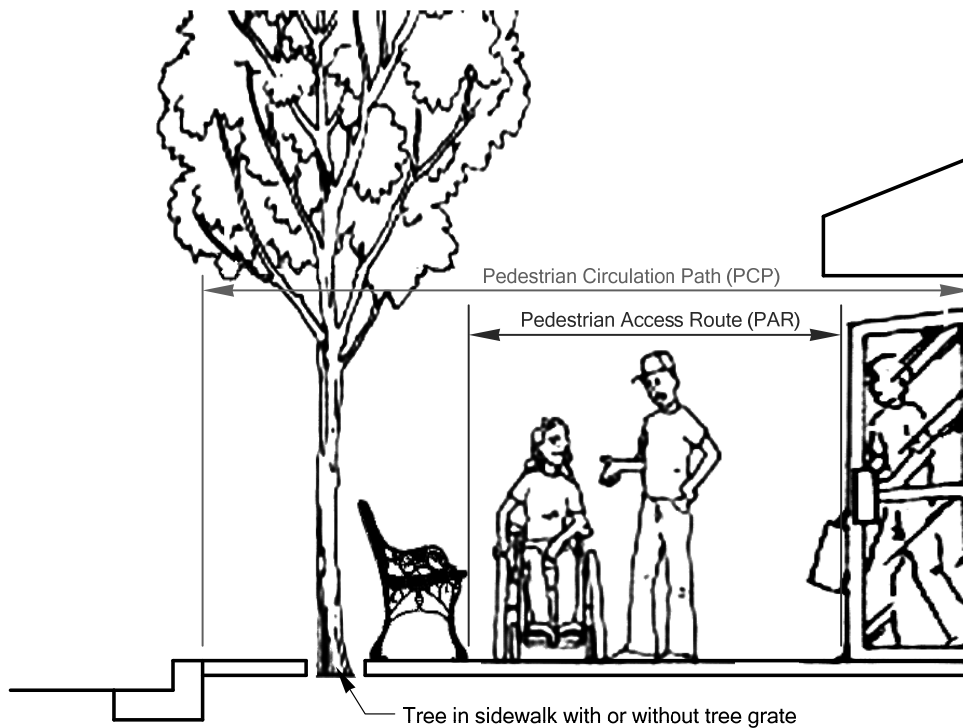 Pedestrian Circulation Path (PCP)
Pedestrian Access Route (PAR)
Tree in sidewalk with or without tree grate